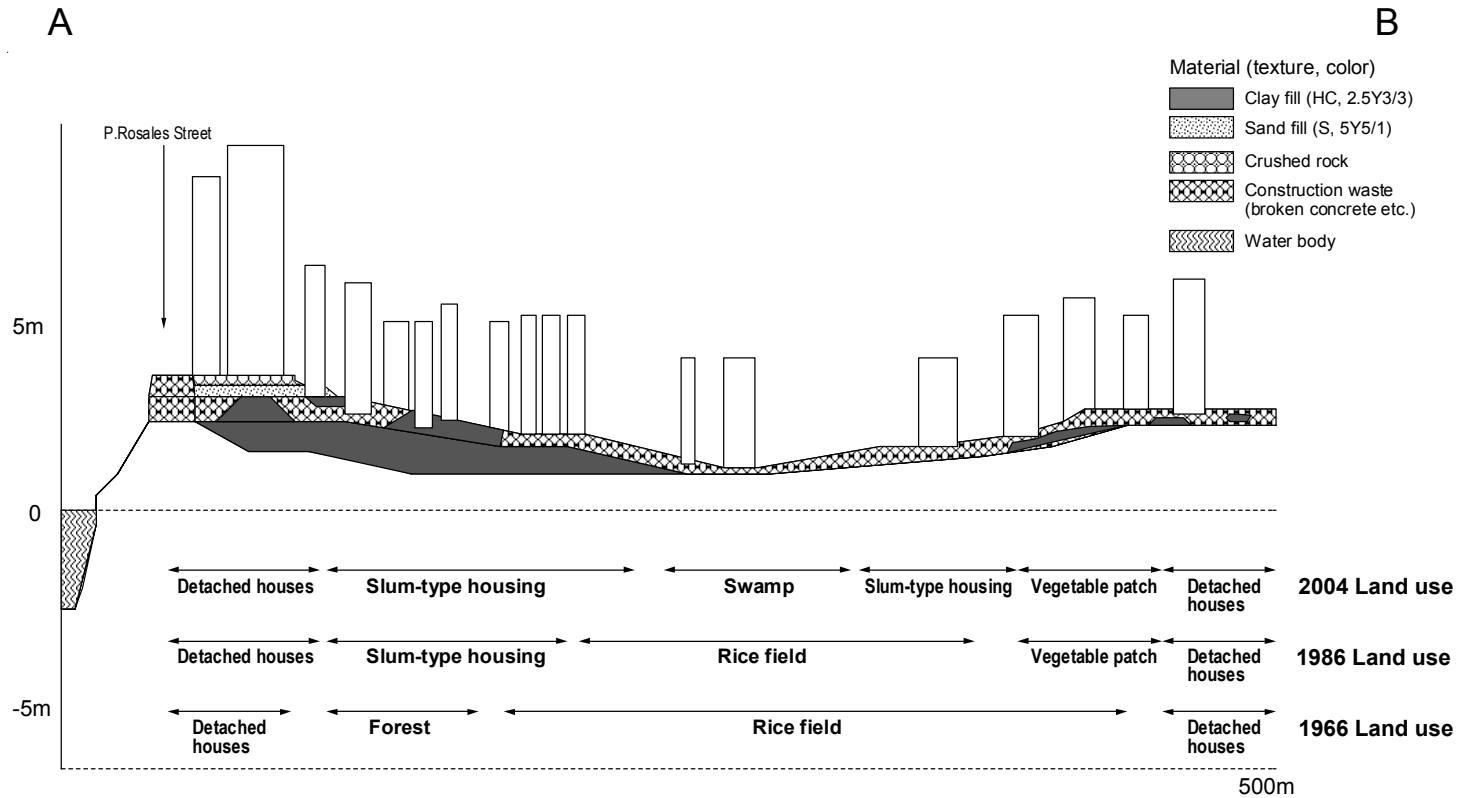 A
B
Material (texture, color)
Clay fill (HC, 2.5Y3/3)
Sand fill (S, 5Y5/1)
Crushed rock
Construction waste
(broken concrete etc.)
Water body
P.Rosales Street
5m
0
-5m
Detached houses
Slum-type housing
Swamp
Slum-type housing
Vegetable patch
Detached
houses
2004 Land use
Detached houses
Slum-type housing
Rice field
Vegetable patch
Detached
houses
1986 Land use
Detached
houses
Forest
Rice field
Detached
houses
1966 Land use
500m